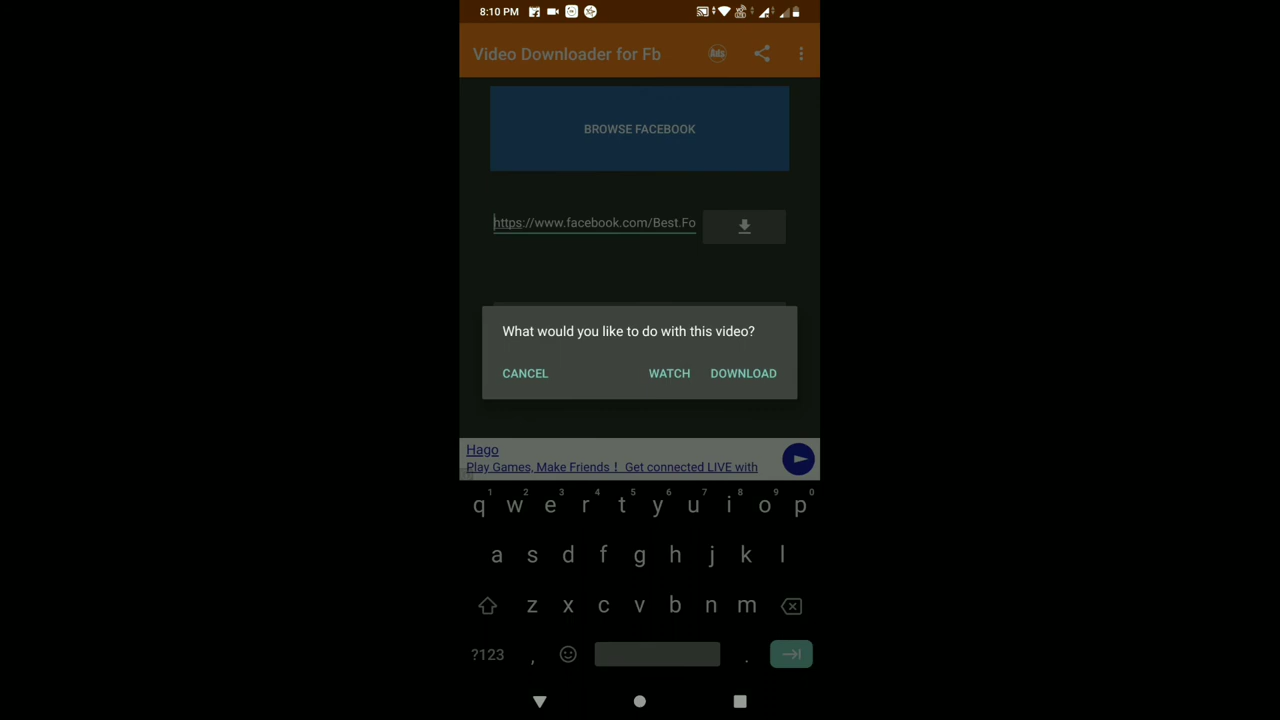 8:10 PM
Video Downloader for Fb
Ads
BROWSE FACEBOOK
https://www.facebook.com/Best.Fo
What would you like to do with this video?
CANCEL WATCH DOWNLOAD
Hago
Play Games, Make Friends！ Get connected LIVE with
1 2 3 4 5 6 7 8 9 0
q w e r t y u i o p
a s d f g h j k l
z x c v b n m
?123 , .